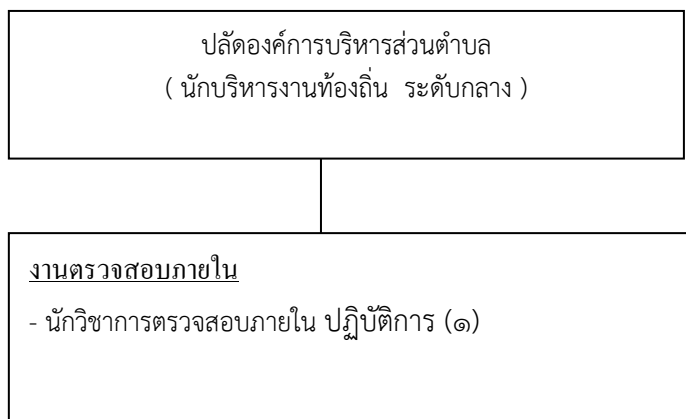 ปลัดองค์การบริหารส่วนตำบล
( นักบริหารงานท้องถิ่น ระดับกลาง )
งานตรวจสอบภายใน
- นักวิชาการตรวจสอบภายใน ปฏิบัติการ (๑)